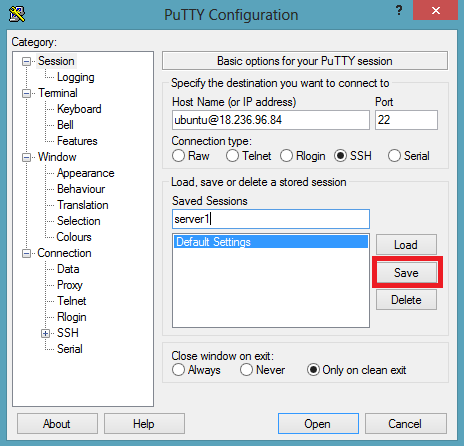 PuTTY Configuration
?
Category:
Session
Logging
Terminal
Keyboard
Bell
Features
Window
Appearance
Behaviour
Translation
Selection
Colours
Connection
Data
Proxy
Telnet
Rlogin
SSH
Serial
Basic options for your PuTTY session
Specify the destination you want to connect to
Host Name (or IP address) Port
ubuntu@18.236.96.84 22
Connection type:
Raw Telnet Rlogin SSH Serial
Load, save or delete a stored session
Saved Sessions
server1
Default Settings
Load
Save
Delete
Close window on exit:
Always Never Only on clean exit
About Help Open Cancel